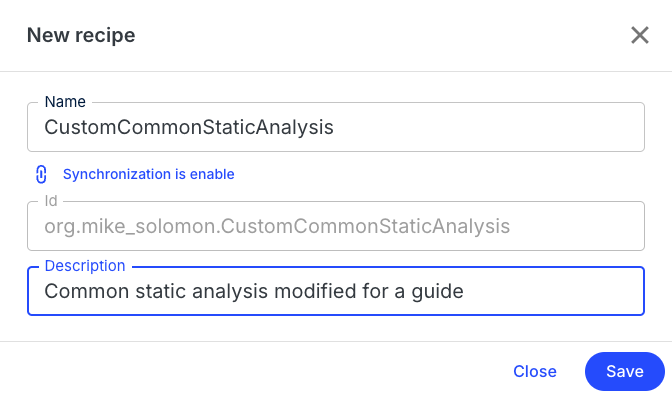 New recipe
Name
CustomCommonStaticAnalysis
Synchronization is enable
Id
org.mike_solomon.CustomCommonStaticAnalysis
Description
Common static analysis modified for a guide
Close
Save